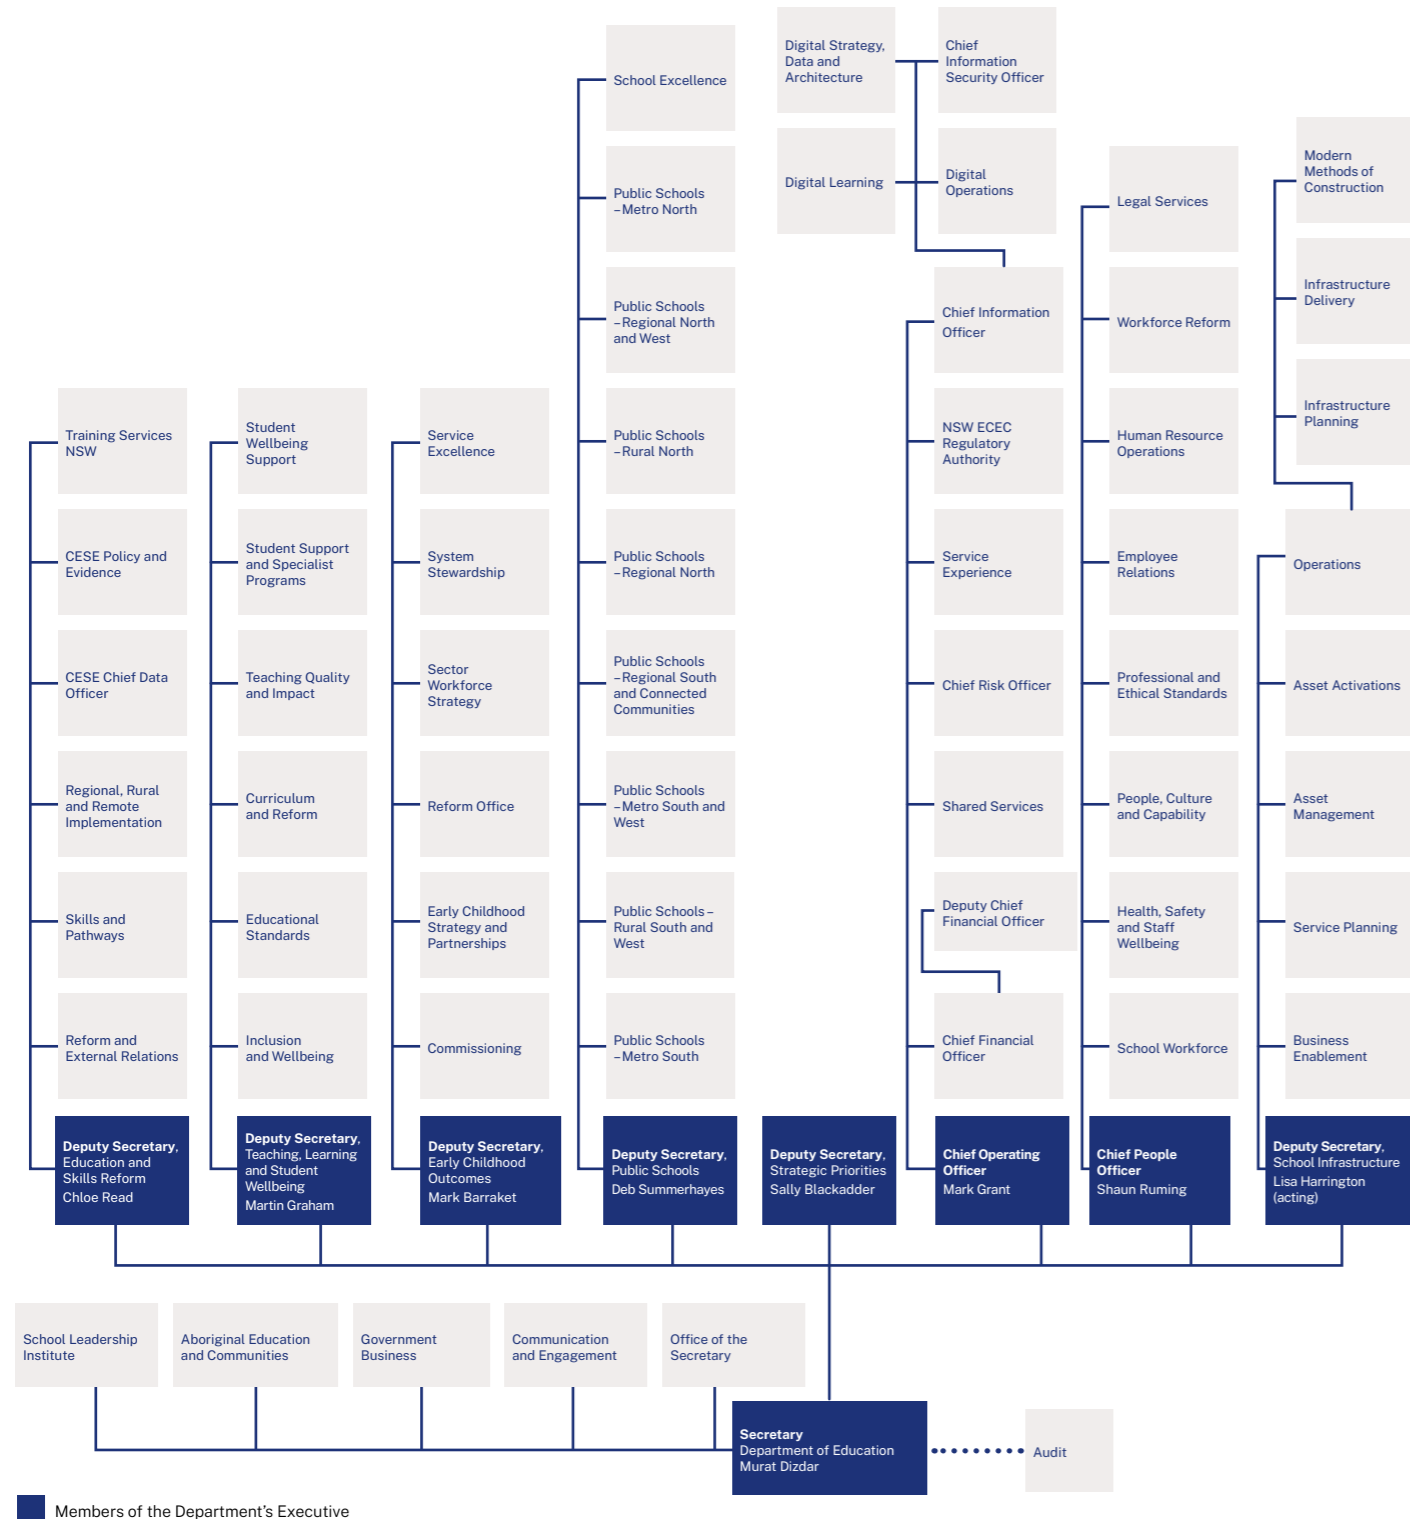 School Excellence
Public Schools
–Metro North
Public Schools
–Regional North
and West
Public Schools
–Rural North
Public Schools
–Regional North
Public Schools
–Regional South
and Connected
Communities
Public Schools
–Metro South and
West
Public Schools –
Rural South and
West
Public Schools
–Metro South
Digital Strategy,
Data and
Architecture
Chief
Information
Security Officer
Digital Learning
Digital
Operations
Chief Information
Officer
NSW ECEC
Regulatory
Authority
Service
Experience
Chief Risk Officer
Shared Services
Deputy Chief
Financial Officer
Chief Financial
Officer
Legal Services
Workforce Reform
Human Resource
Operations
Employee
Relations
Professional and
Ethical Standards
People, Culture
and Capability
Health, Safety
and Staff
Wellbeing
School Workforce
Modern
Methods of
Construction
Infrastructure
Delivery
Infrastructure
Planning
Operations
Asset Activations
Asset
Management
Service Planning
Business
Enablement
Training Services
NSW
CESE Policy and
Evidence
CESE Chief Data
Officer
Regional, Rural
and Remote
Implementation
Skills and
Pathways
Reform and
External Relations
Student
Wellbeing
Support
Student Support
and Specialist
Programs
Teaching Quality
and Impact
Curriculum
and Reform
Educational
Standards
Inclusion
and Wellbeing
Service
Excellence
System
Stewardship
Sector
Workforce
Strategy
Reform Office
Early Childhood
Strategy and
Partnerships
Commissioning
Deputy Secretary,
Education and
Skills Reform
Chloe Read
Deputy Secretary,
Teaching, Learning
and Student
Wellbeing
Martin Graham
Deputy Secretary,
Early Childhood
Outcomes
Mark Barraket
Deputy Secretary,
Public Schools
Deb Summerhayes
Deputy Secretary,
Strategic Priorities
Sally Blackadder
Chief Operating
Officer
Mark Grant
Chief People
Officer
Shaun Ruming
Deputy Secretary,
School Infrastructure
Lisa Harrington
(acting)
School Leadership
Institute
Aboriginal Education
and Communities
Government
Business
Communication
and Engagement
Office of the
Secretary
Secretary
Department of Education
Murat Dizdar
Audit
Members of the Department’s Executive